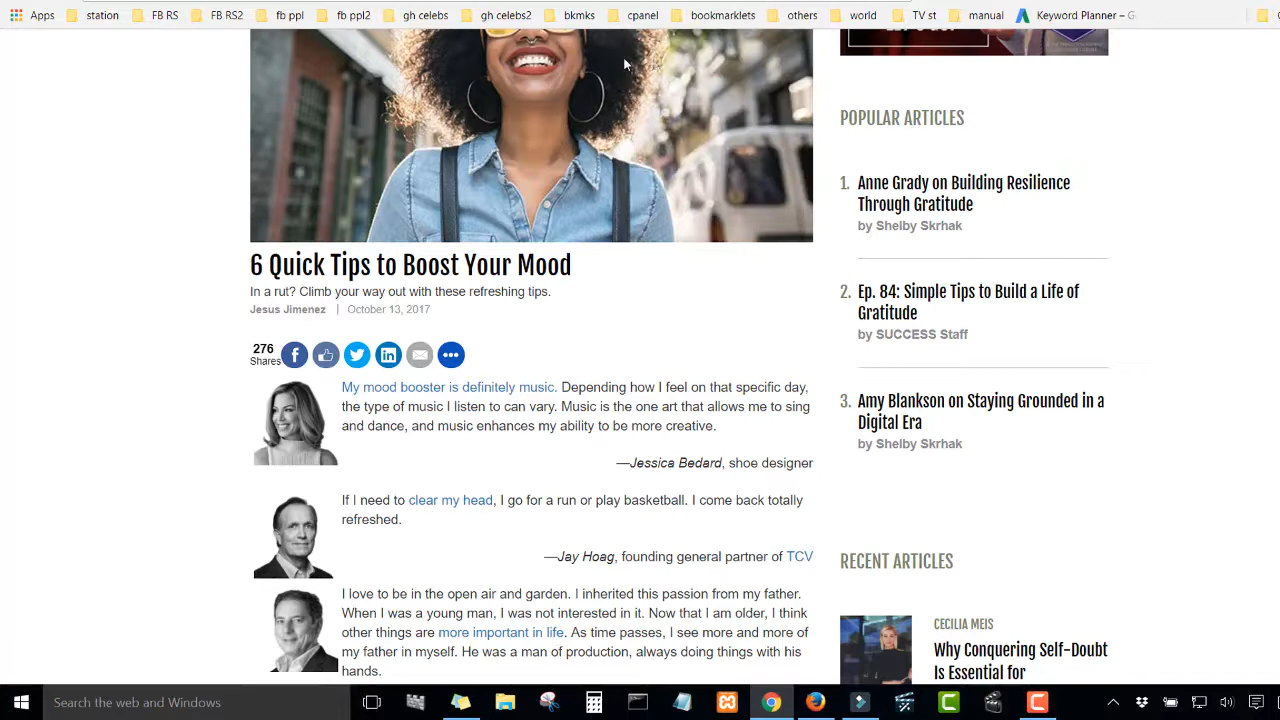 Apps station FB RS FB RS2 fb ppl fb ppl2 gh celebs gh celebs2 bkmks cpanel bookmarklets others world TV st manual Keyword Planner – G
POPULAR ARTICLES
1. Anne Grady on Building Resilience
Through Gratitude
by Shelby Skrhak
2. Ep. 84: Simple Tips to Build a Life of
Gratitude
by SUCCESS Staff
3. Amy Blankson on Staying Grounded in a
Digital Era
by Shelby Skrhak
6 Quick Tips to Boost Your Mood
In a rut? Climb your way out with these refreshing tips.
Jesus Jimenez | October 13, 2017
276
Shares
My mood booster is definitely music. Depending how I feel on that specific day,
the type of music I listen to can vary. Music is the one art that allows me to sing
and dance, and music enhances my ability to be more creative.
—Jessica Bedard, shoe designer
If I need to clear my head, I go for a run or play basketball. I come back totally
refreshed.
—Jay Hoag, founding general partner of TCV
I love to be in the open air and garden. I inherited this passion from my father.
When I was a young man, I was not interested in it. Now that I am older, I think
other things are more important in life. As time passes, I see more and more of
my father in myself. He was a man of production, always doing things with his
hands.
RECENT ARTICLES
CECILIA MEIS
Why Conquering Self-Doubt
Is Essential for
Search the web and Windows